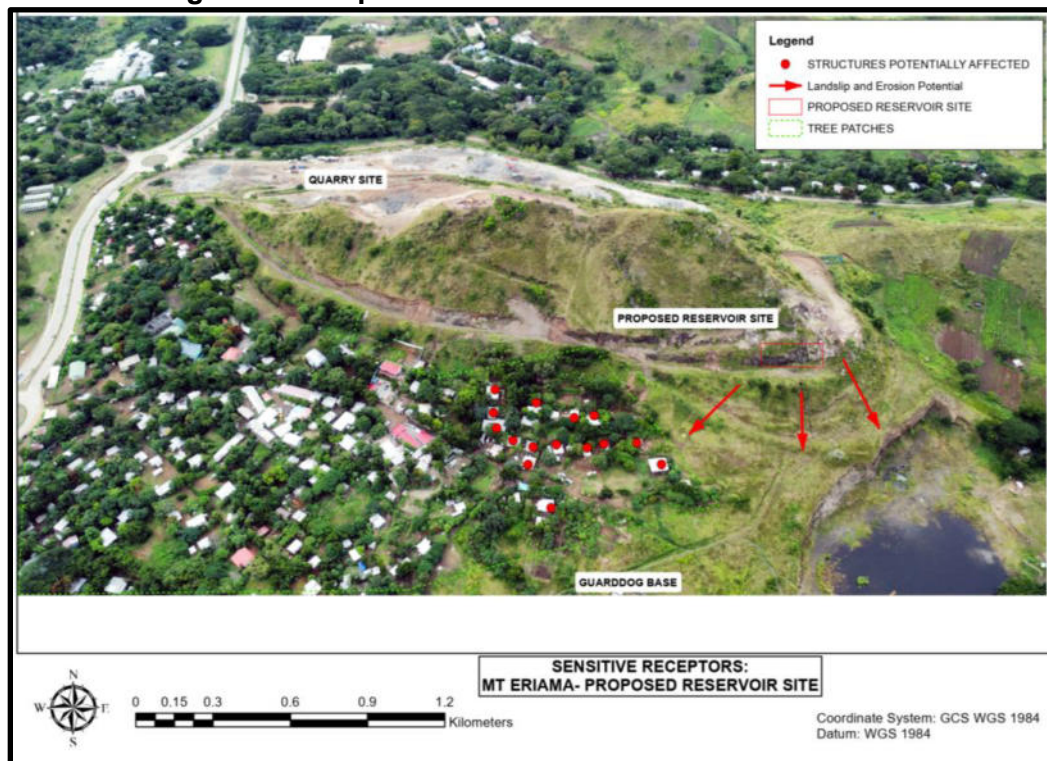 Legend
STRUCTURES POTENTIALLY AFFECTED
Landslip and Erosion Potential
PROPOSED RESERVOIR SITE
TREE PATCHES
QUARRY SITE
PROPOSED RESERVOIR SITE
GUARDDOG BASE
SENSITIVE RECEPTORS:
MT ERIAMA- PROPOSED RESERVOIR SITE
N
W E
S
0 0.15 0.3 0.6 0.9 1.2
Kilometers
Coordinate System: GCS WGS 1984
Datum: WGS 1984